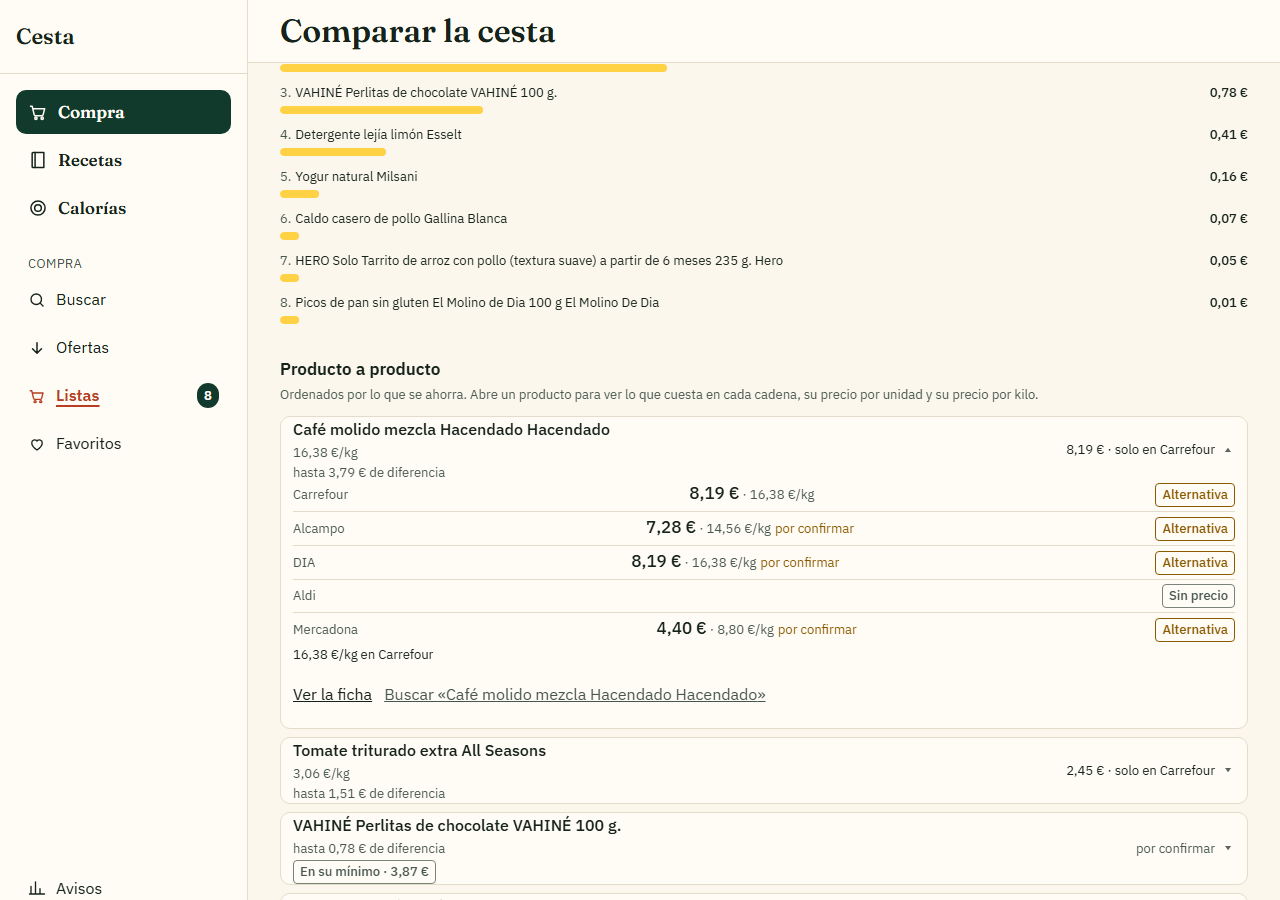 Cesta
Comparar la cesta
Compra
Recetas
Calorías
COMPRA
Buscar
Ofertas
Listas 8
Favoritos
Avisos
3. VAHINÉ Perlitas de chocolate VAHINÉ 100 g. 0,78 €
4. Detergente lejía limón Esselt 0,41 €
5. Yogur natural Milsani 0,16 €
6. Caldo casero de pollo Gallina Blanca 0,07 €
7. HERO Solo Tarrito de arroz con pollo (textura suave) a partir de 6 meses 235 g. Hero 0,05 €
8. Picos de pan sin gluten El Molino de Dia 100 g El Molino De Dia 0,01 €
Producto a producto
Ordenados por lo que se ahorra. Abre un producto para ver lo que cuesta en cada cadena, su precio por unidad y su precio por kilo.
Café molido mezcla Hacendado Hacendado
16,38 €/kg
hasta 3,79 € de diferencia
8,19 € · solo en Carrefour
Carrefour 8,19 € · 16,38 €/kg Alternativa
Alcampo 7,28 € · 14,56 €/kg por confirmar Alternativa
DIA 8,19 € · 16,38 €/kg por confirmar Alternativa
Aldi Sin precio
Mercadona 4,40 € · 8,80 €/kg por confirmar Alternativa
16,38 €/kg en Carrefour
Ver la ficha Buscar «Café molido mezcla Hacendado Hacendado»
Tomate triturado extra All Seasons
3,06 €/kg
hasta 1,51 € de diferencia
2,45 € · solo en Carrefour
VAHINÉ Perlitas de chocolate VAHINÉ 100 g.
hasta 0,78 € de diferencia
En su mínimo · 3,87 €
por confirmar